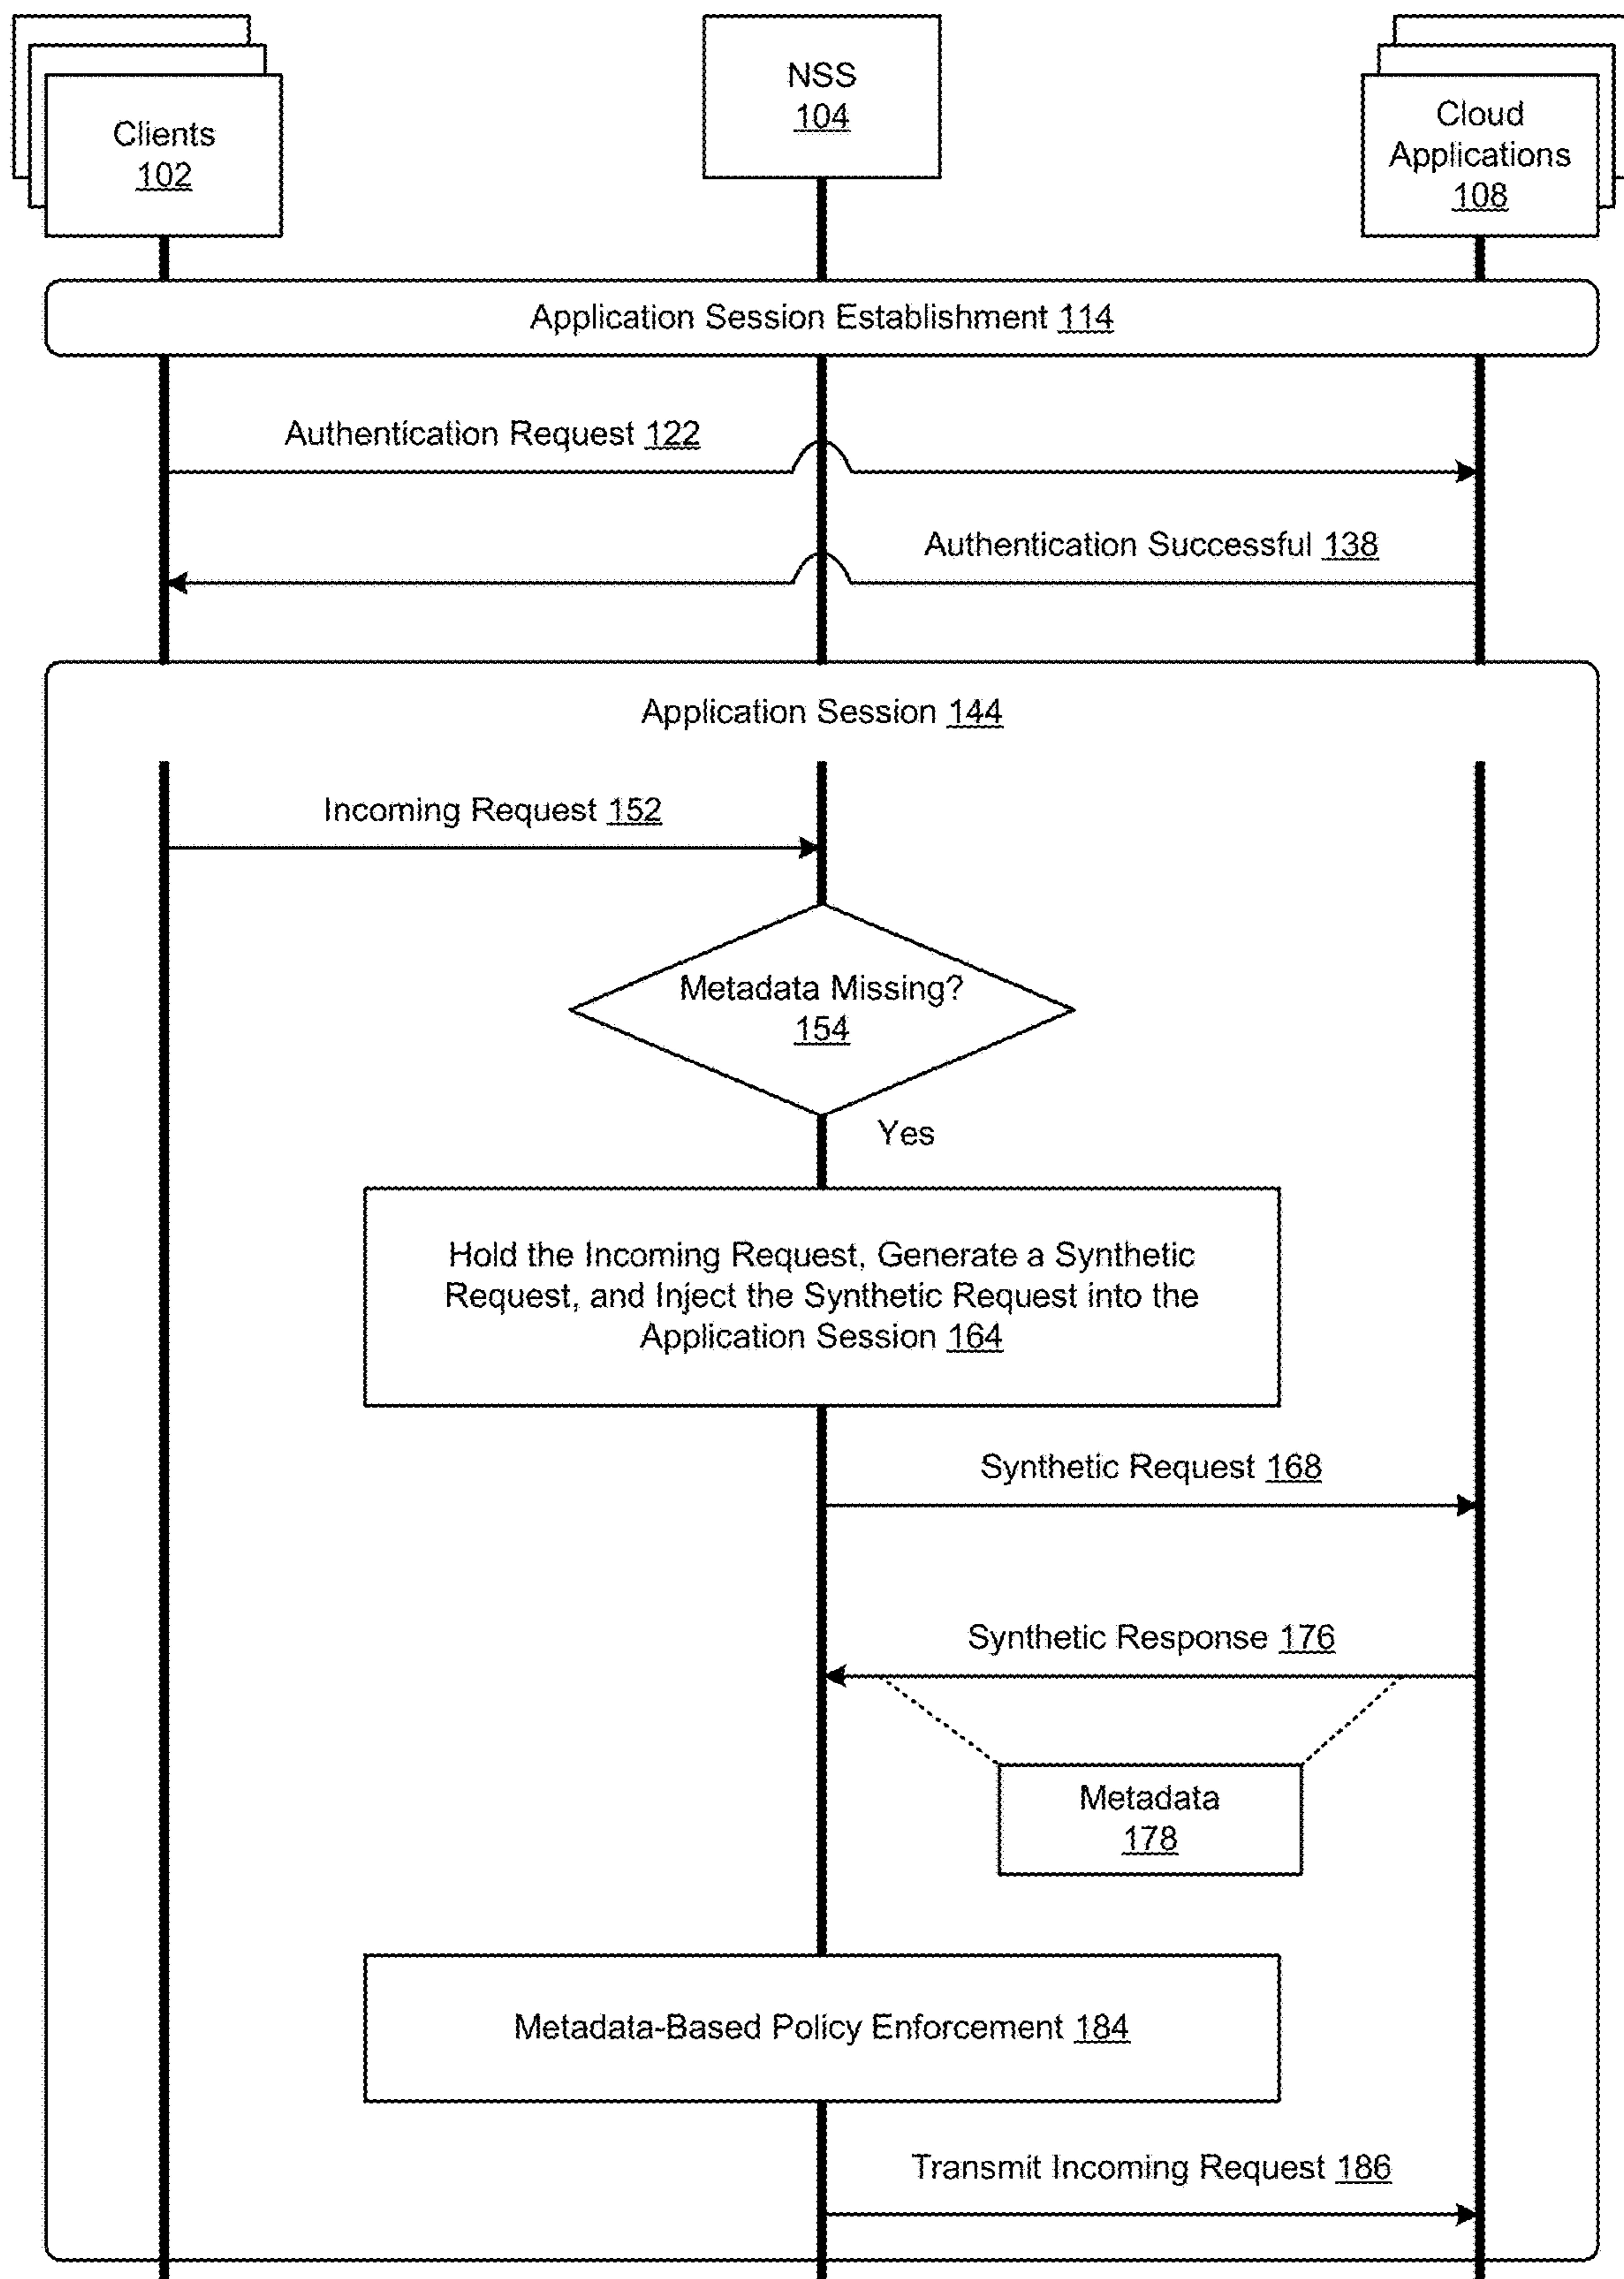 Clients
102
NSS
104
Cloud
Applications
108
Application Session Establishment 114
Authentication Request 122
Authentication Successful 138
Application Session 144
Incoming Request 152
Metadata Missing?
154
Yes
Hold the Incoming Request, Generate a Synthetic
Request, and Inject the Synthetic Request into the
Application Session 164
Synthetic Request 168
Synthetic Response 176
Metadata
178
Metadata-Based Policy Enforcement 184
Transmit Incoming Request 186